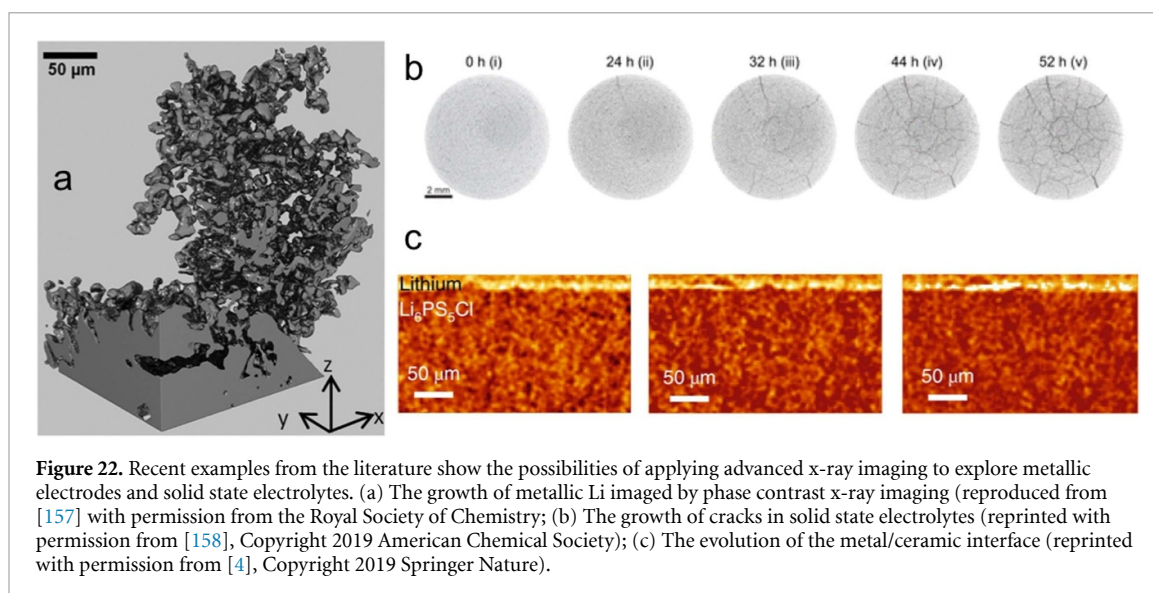 50 µm
a
z
y
x
b
0 h (i)
24 h (ii)
32 h (iii)
44 h (iv)
52 h (v)
2 mm
c
Lithium
Li₆PS₅Cl
50 µm
50 µm
50 µm
Figure 22. Recent examples from the literature show the possibilities of applying advanced x-ray imaging to explore metallic
electrodes and solid state electrolytes. (a) The growth of metallic Li imaged by phase contrast x-ray imaging (reproduced from
[157] with permission from the Royal Society of Chemistry; (b) The growth of cracks in solid state electrolytes (reprinted with
permission from [158], Copyright 2019 American Chemical Society); (c) The evolution of the metal/ceramic interface (reprinted
with permission from [4], Copyright 2019 Springer Nature).